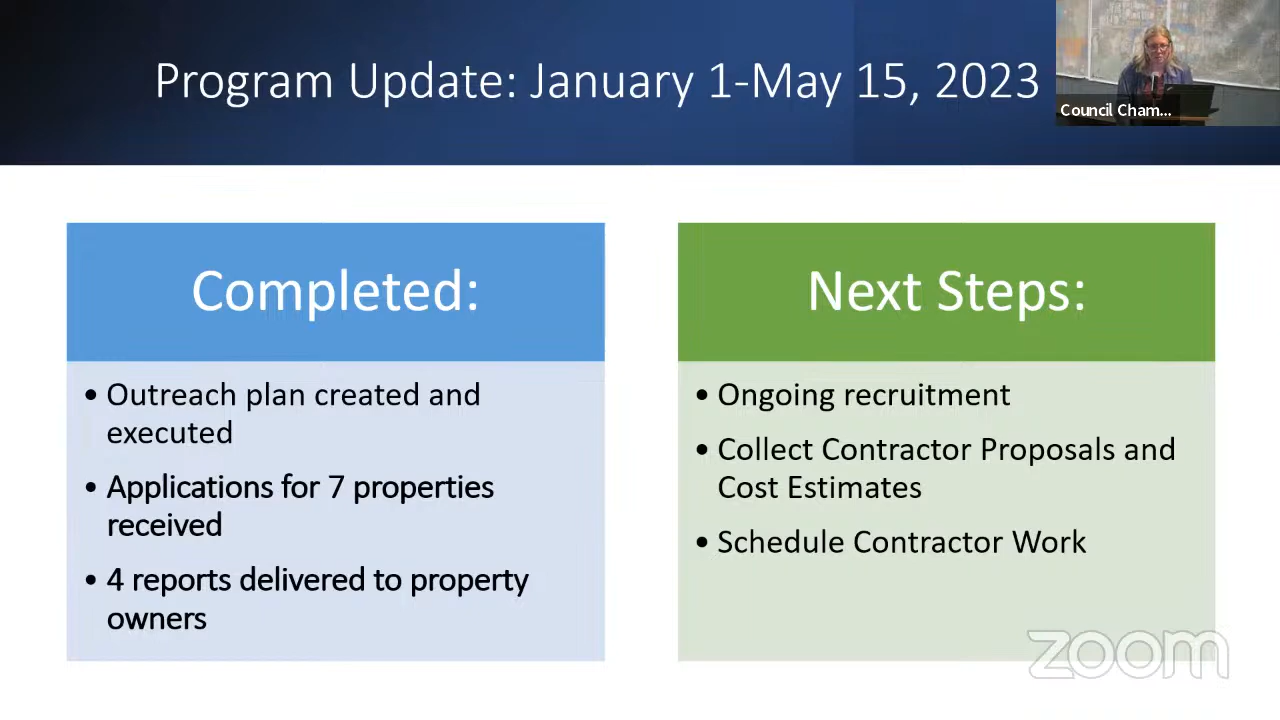 Program Update: January 1-May 15, 2023
Council Cham...
Completed:
• Outreach plan created and
executed
• Applications for 7 properties
received
• 4 reports delivered to property
owners
Next Steps:
• Ongoing recruitment
• Collect Contractor Proposals and
Cost Estimates
• Schedule Contractor Work
zoom